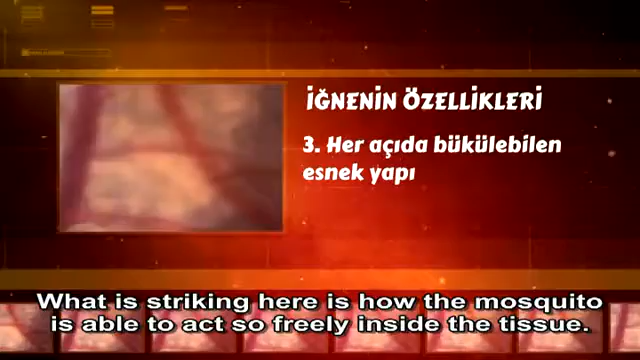 İĞNENİN ÖZELLİKLERİ
3. Her açıda bükülebilen
esnek yapı
What is striking here is how the mosquito
is able to act so freely inside the tissue.